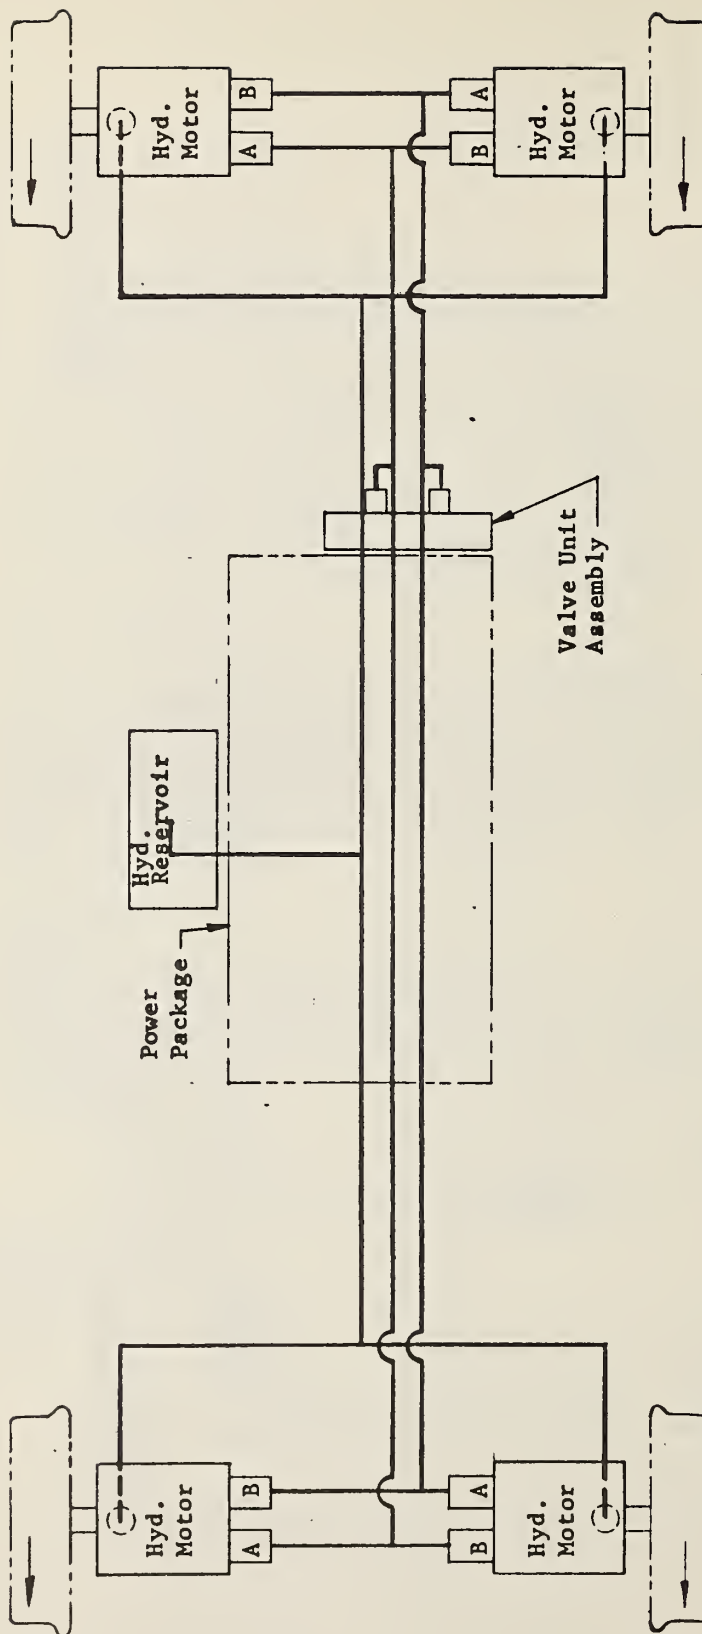 Hyd.
Motor
B
A
A
B
Hyd.
Motor
Valve Unit
Assembly
Hyd.
Reservoir
Power
Package
Hyd.
Motor
B
A
A
B
Hyd.
Motor